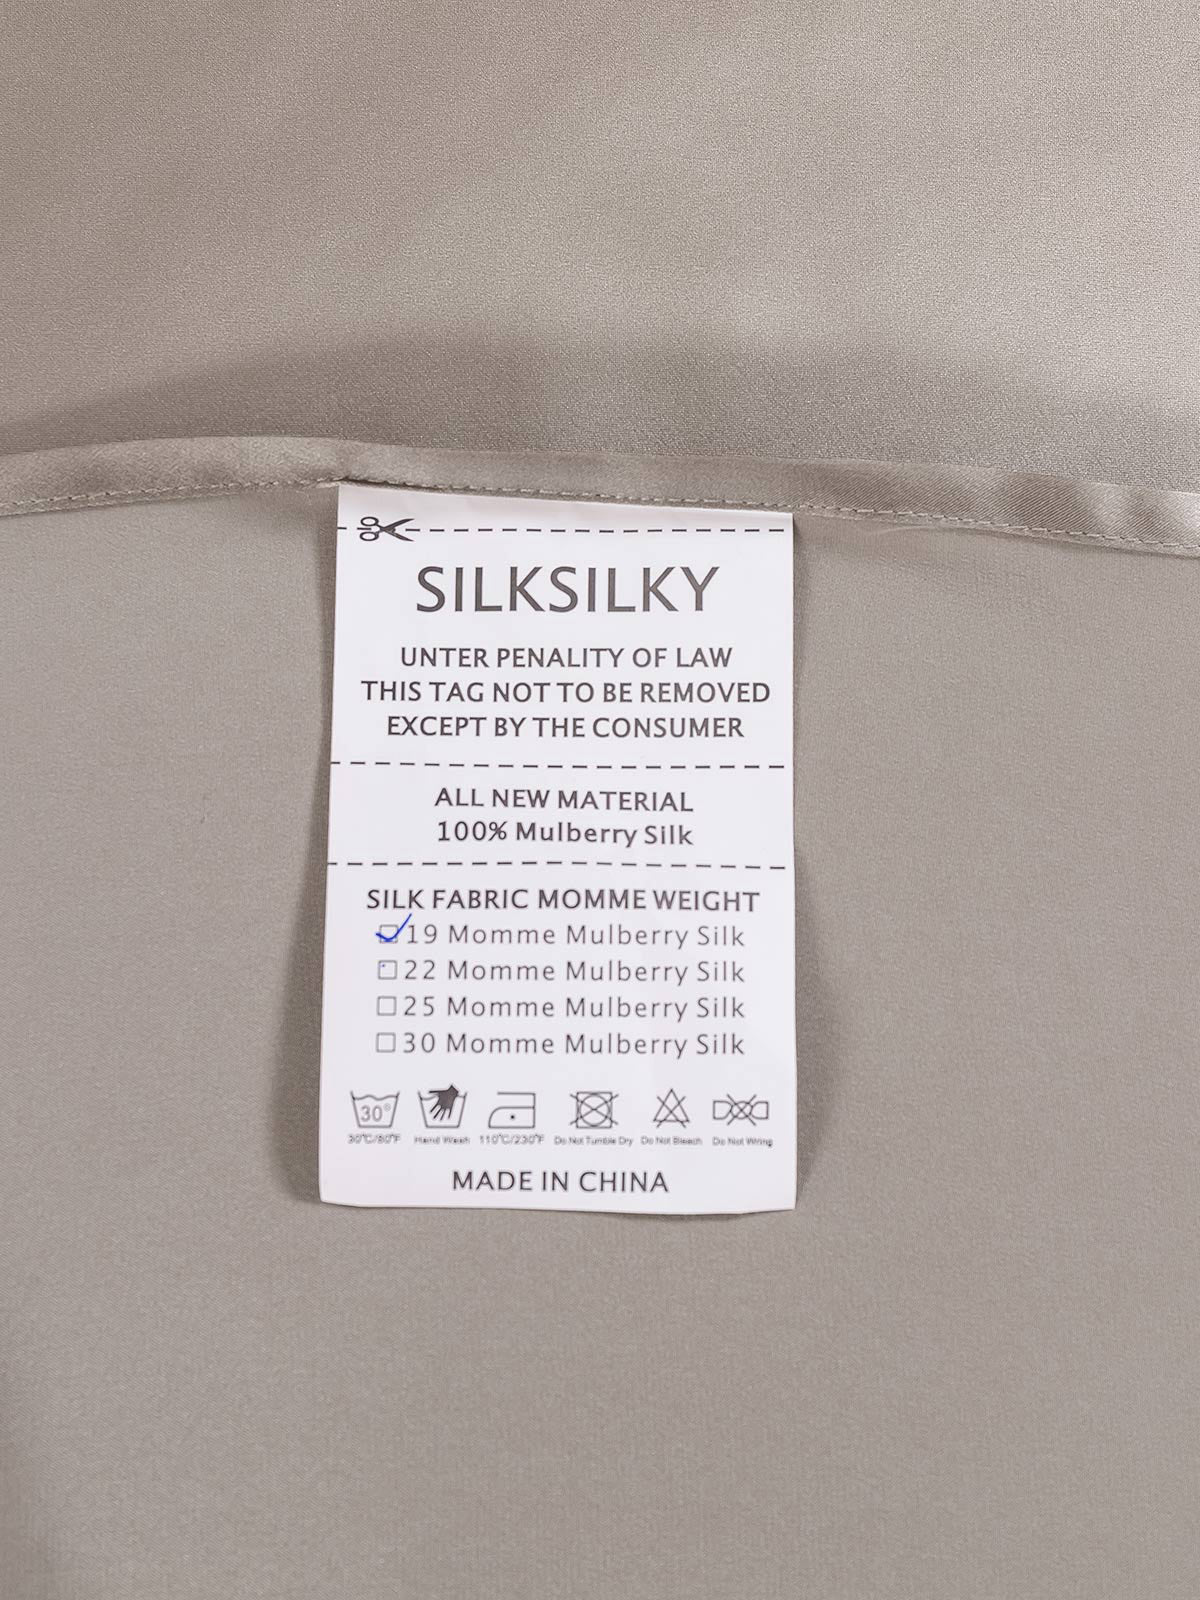 SILKSILKY
UNTER PENALITY OF LAW
THIS TAG NOT TO BE REMOVED
EXCEPT BY THE CONSUMER
ALL NEW MATERIAL
100% Mulberry Silk
SILK FABRIC MOMME WEIGHT
19 Momme Mulberry Silk
22 Momme Mulberry Silk
25 Momme Mulberry Silk
30 Momme Mulberry Silk
30°
30℃/80℉ Hand Wash 110℃/230℉ Do Not Tumble Dry Do Not Bleach Do Not Wring
MADE IN CHINA